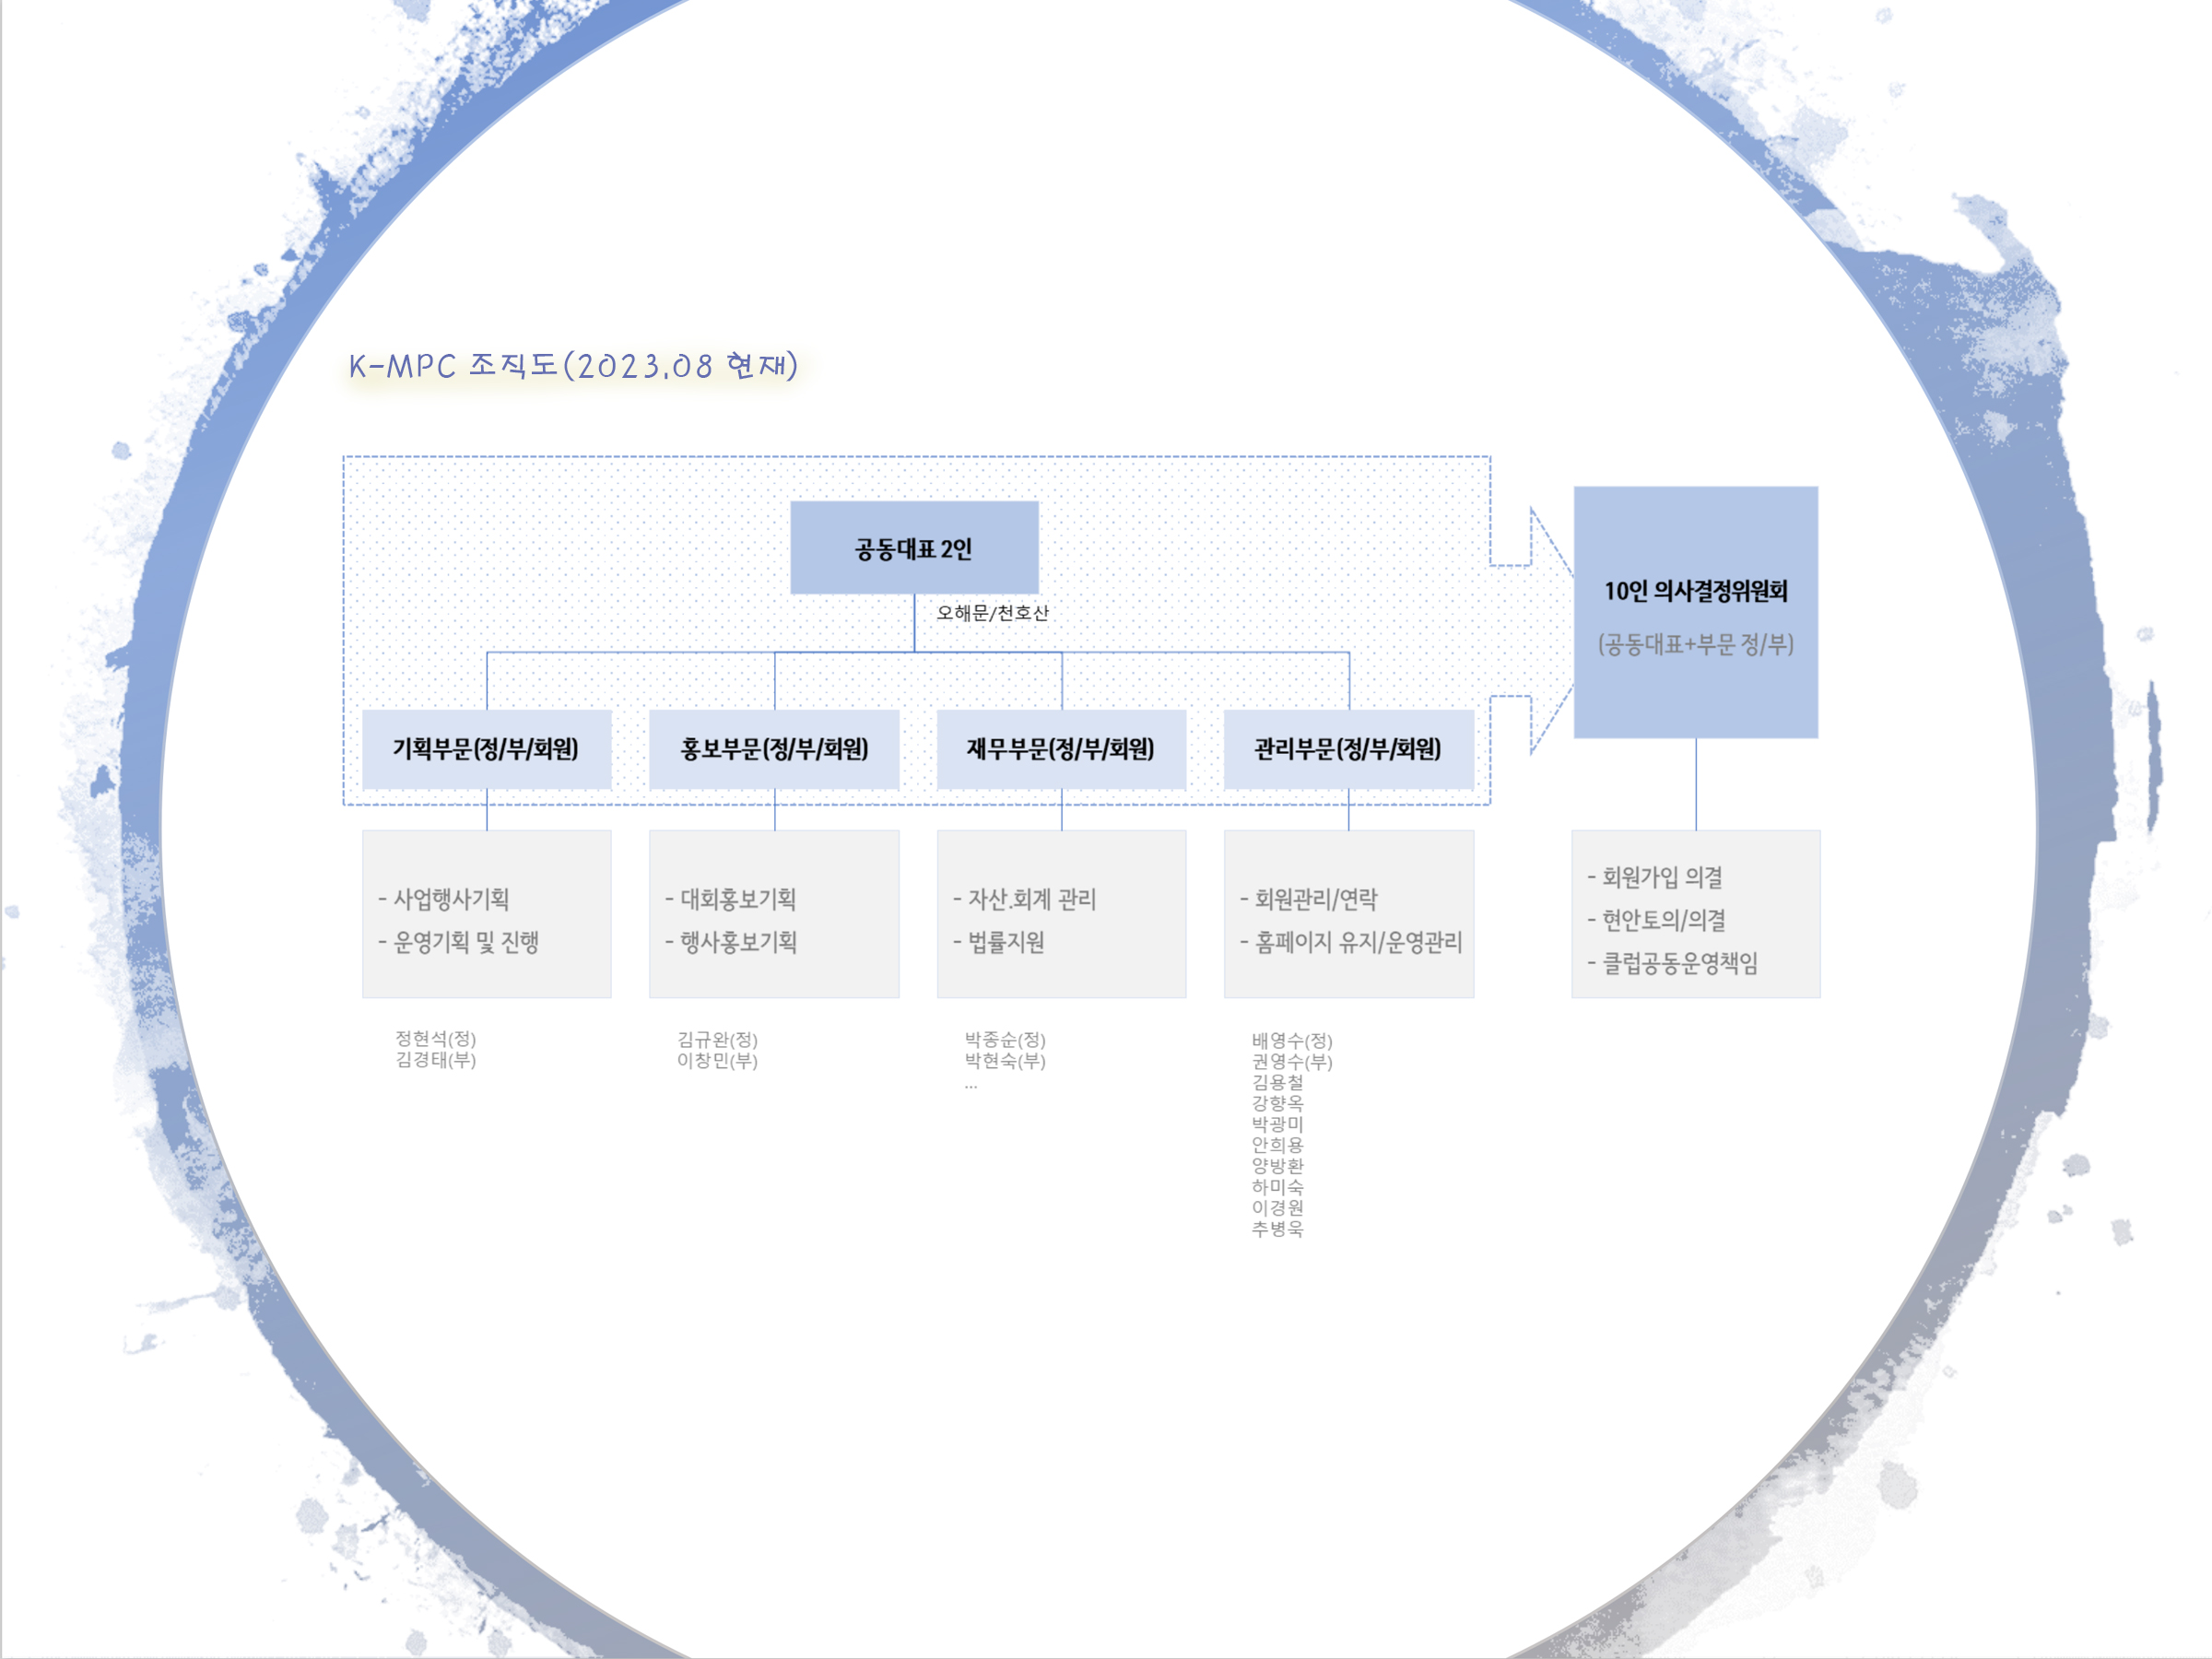 K-MPC 조직도(2023.08 현재)
공동대표 2인
오해문/천호산
10인 의사결정위원회
(공동대표+부문 정/부)
기획부문(정/부/회원)
홍보부문(정/부/회원)
재무부문(정/부/회원)
관리부문(정/부/회원)
- 사업행사기획
- 운영기획 및 진행
- 대회홍보기획
- 행사홍보기획
- 자산.회계 관리
- 법률지원
- 회원관리/연락
- 홈페이지 유지/운영관리
- 회원가입 의결
- 현안토의/의결
- 클럽공동운영책임
정현석(정)
김경태(부)
김규완(정)
이창민(부)
박종순(정)
박현숙(부)
...
배영수(정)
권영수(부)
김용철
강향옥
박광미
안희용
양방환
하미숙
이경원
추병욱